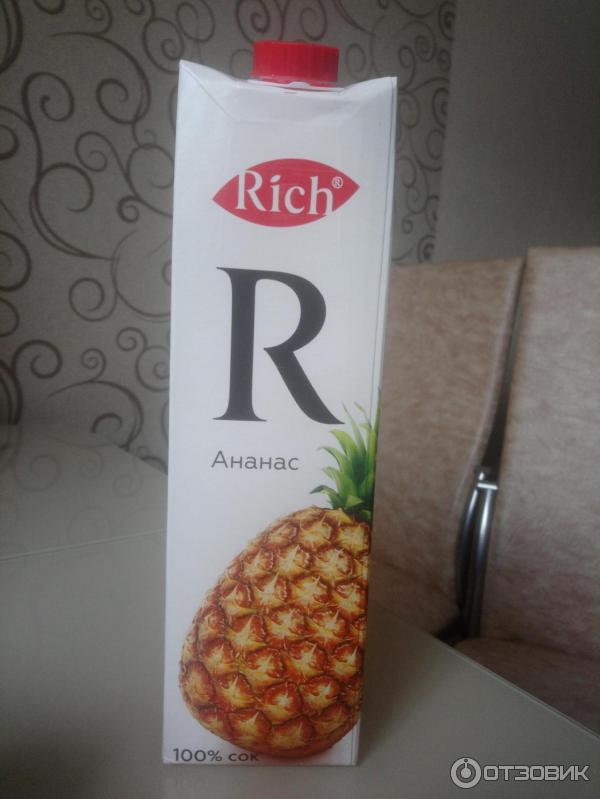 Rich®
R
Ананас
100% сок
ОТЗОВИК